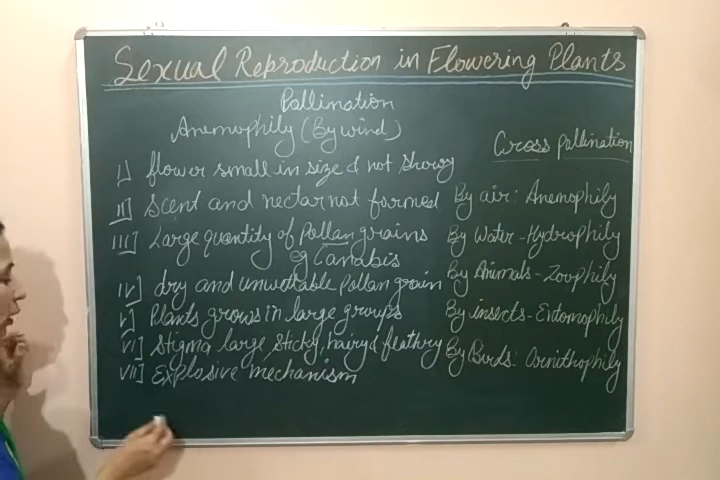 Sexual Reproduction in Flowering Plants
Pollination
Anemophily (By wind)
I] flower small in size & not showy
II] Scent and nectar not formed
III] Large quantity of pollan grains
eg Canabis
IV] dry and unwettable pollan grain
V] Plants grows in large groups
VI] Stigma large sticky, hairy & feathry
VII] Explosive mechanism
Cross pollination
By air: Anemophily
By Water - Hydrophily
By Animals - Zoophily
By insects - Entomophily
By Birds: Ornithophily